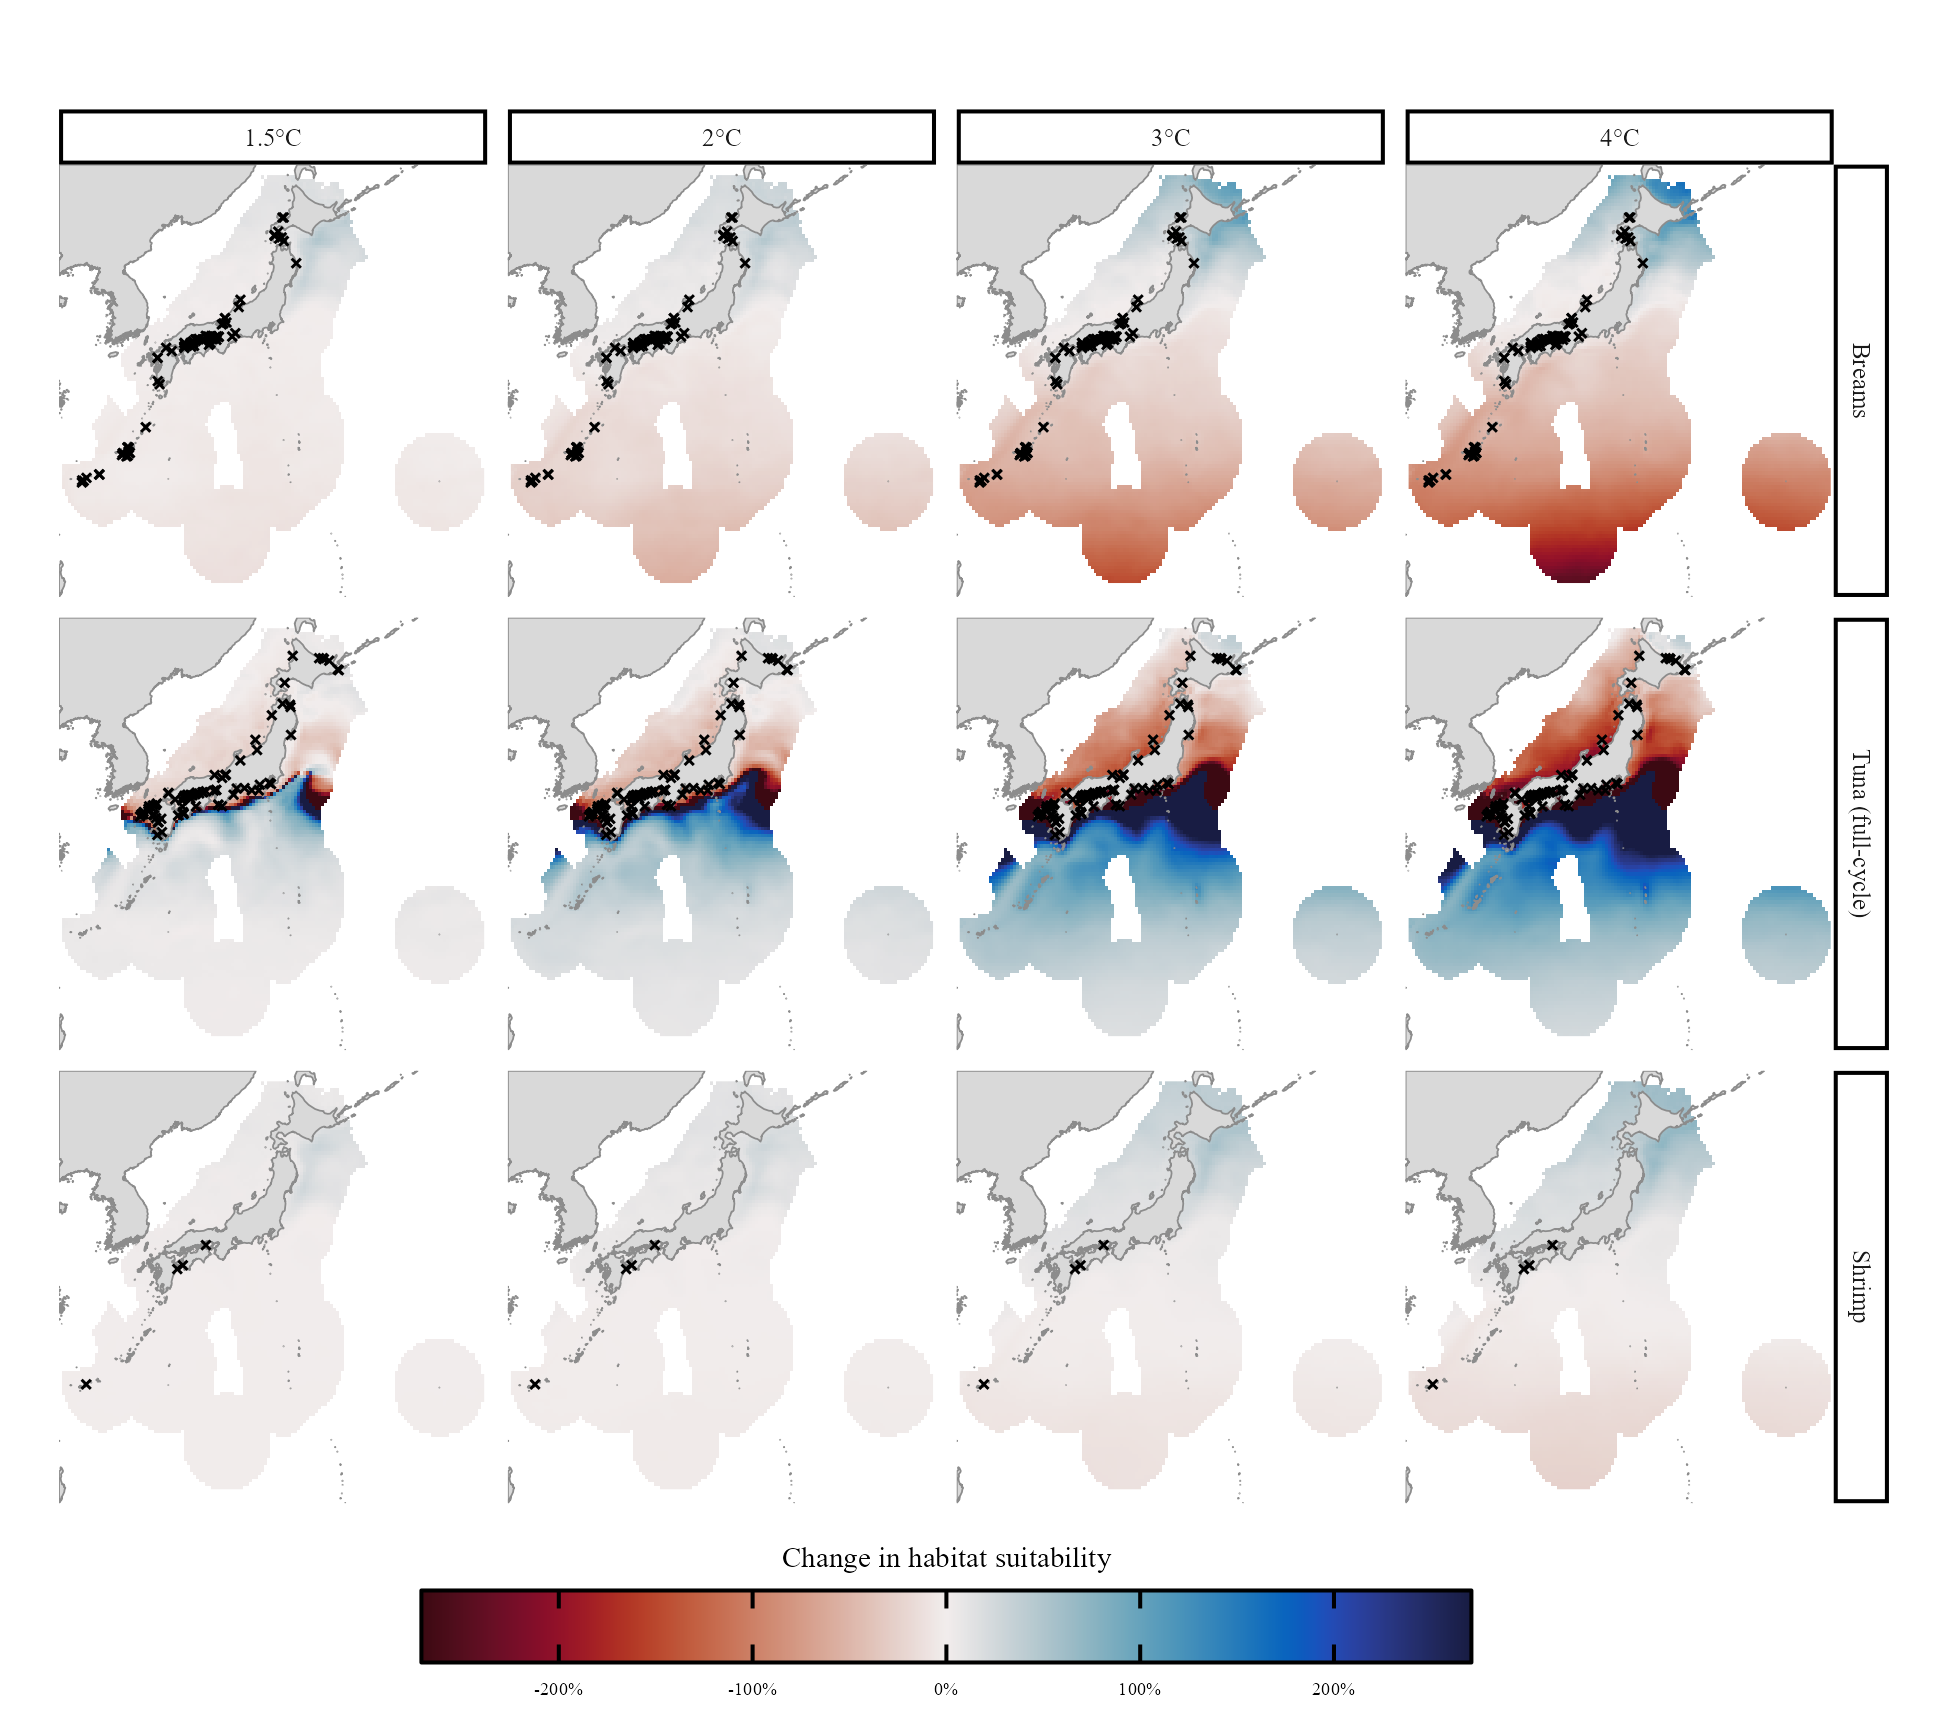 1.5°C
2°C
3°C
4°C
Breams
Tuna (full-cycle)
Shrimp
Change in habitat suitability
-200%
-100%
0%
100%
200%